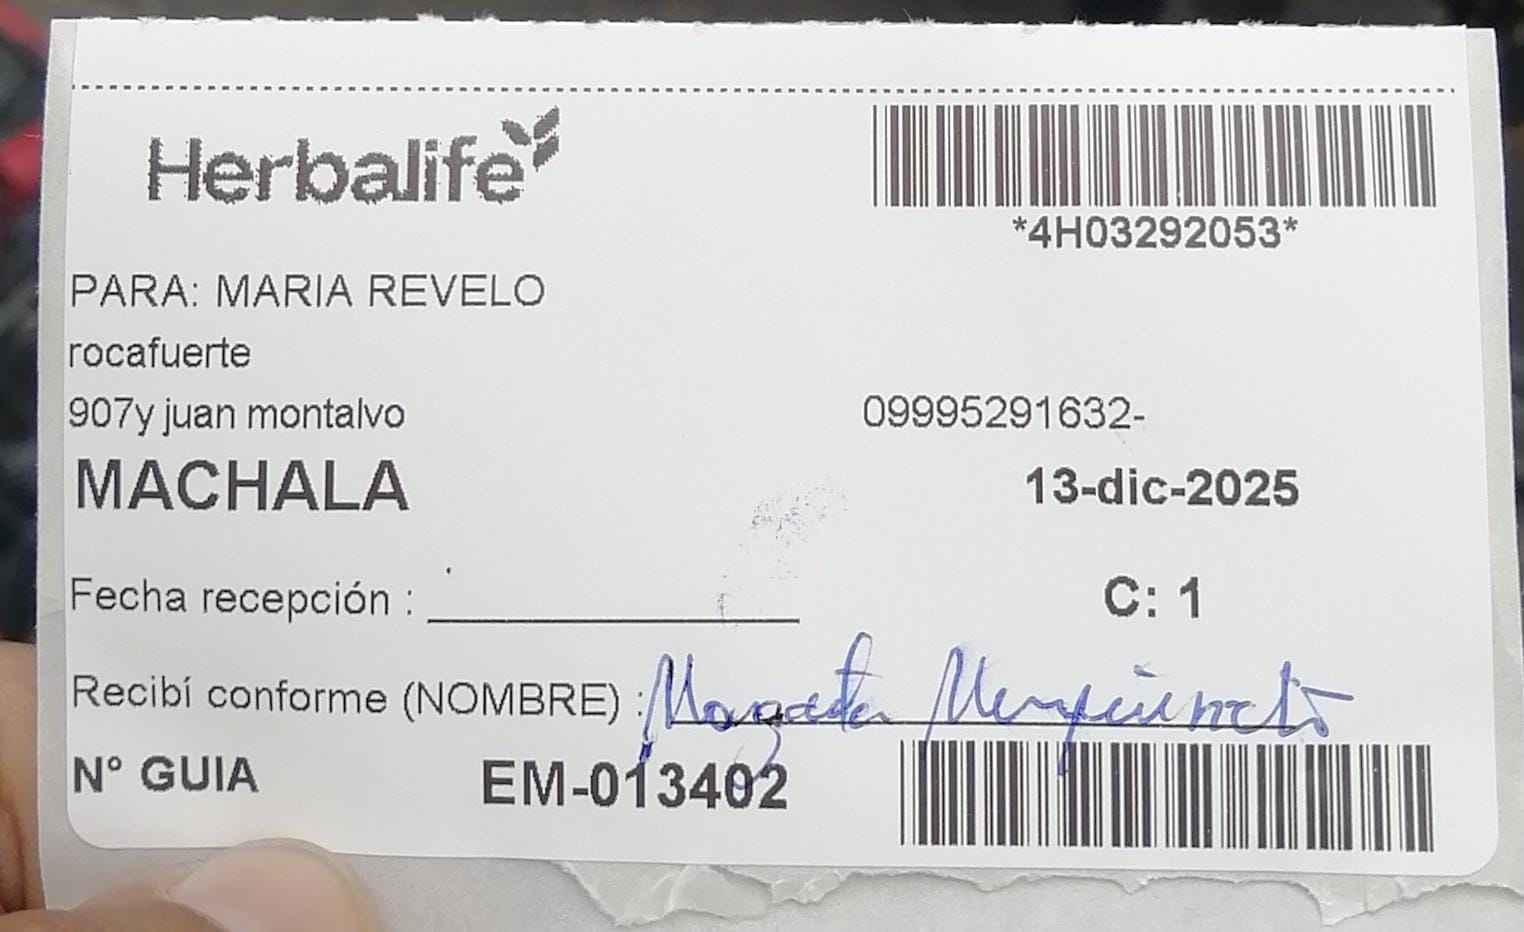 Herbalife
*4H03292053*
PARA: MARIA REVELO
rocafuerte
907y juan montalvo
09995291632-
MACHALA
13-dic-2025
Fecha recepción :
C: 1
Recibí conforme (NOMBRE) :
N° GUIA EM-013402